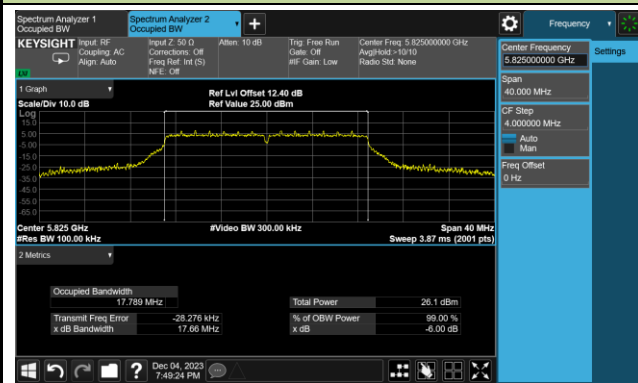 Spectrum Analyzer 1
Occupied BW
Spectrum Analyzer 2
Occupied BW
+
Frequency
KEYSIGHT
Input: RF
Coupling: AC
Align: Auto
Input Z: 50 Ω
Corrections: Off
Freq Ref: Int (S)
NFE: Off
Atten: 10 dB
Trig: Free Run
Gate: Off
#IF Gain: Low
Center Freq: 5.825000000 GHz
Avg|Hold:>10/10
Radio Std: None
LXI
Center Frequency
5.825000000 GHz
Settings
Span
40.000 MHz
CF Step
4.000000 MHz
Auto
Man
Freq Offset
0 Hz
1 Graph
Scale/Div 10.0 dB
Ref Lvl Offset 12.40 dB
Ref Value 25.00 dBm
Log
15.0
5.00
-5.00
-15.0
-25.0
-35.0
-45.0
-55.0
-65.0
Center 5.825 GHz
#Video BW 300.00 kHz
Span 40 MHz
#Res BW 100.00 kHz
Sweep 3.87 ms (2001 pts)
2 Metrics
Occupied Bandwidth
17.789 MHz
Total Power 26.1 dBm
Transmit Freq Error -28.276 kHz
% of OBW Power 99.00 %
x dB Bandwidth 17.66 MHz
x dB -6.00 dB
?
Dec 04, 2023
7:49:24 PM